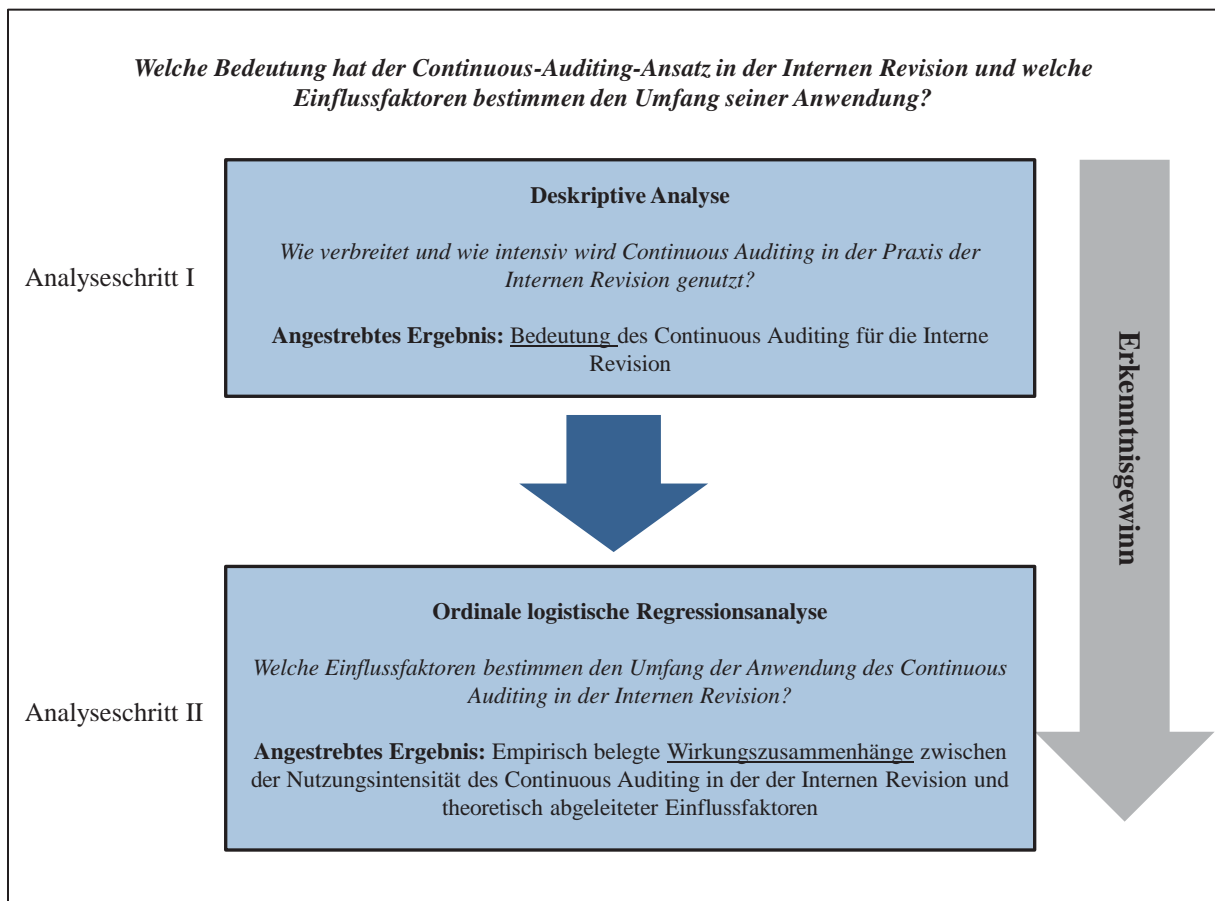 Welche Bedeutung hat der Continuous-Auditing-Ansatz in der Internen Revision und welche
Einflussfaktoren bestimmen den Umfang seiner Anwendung?
Analyseschritt I
Deskriptive Analyse
Wie verbreitet und wie intensiv wird Continuous Auditing in der Praxis der
Internen Revision genutzt?
Angestrebtes Ergebnis: Bedeutung des Continuous Auditing für die Interne
Revision
Erkenntnisgewinn
Analyseschritt II
Ordinale logistische Regressionsanalyse
Welche Einflussfaktoren bestimmen den Umfang der Anwendung des Continuous
Auditing in der Internen Revision?
Angestrebtes Ergebnis: Empirisch belegte Wirkungszusammenhänge zwischen
der Nutzungsintensität des Continuous Auditing in der der Internen Revision und
theoretisch abgeleiteter Einflussfaktoren